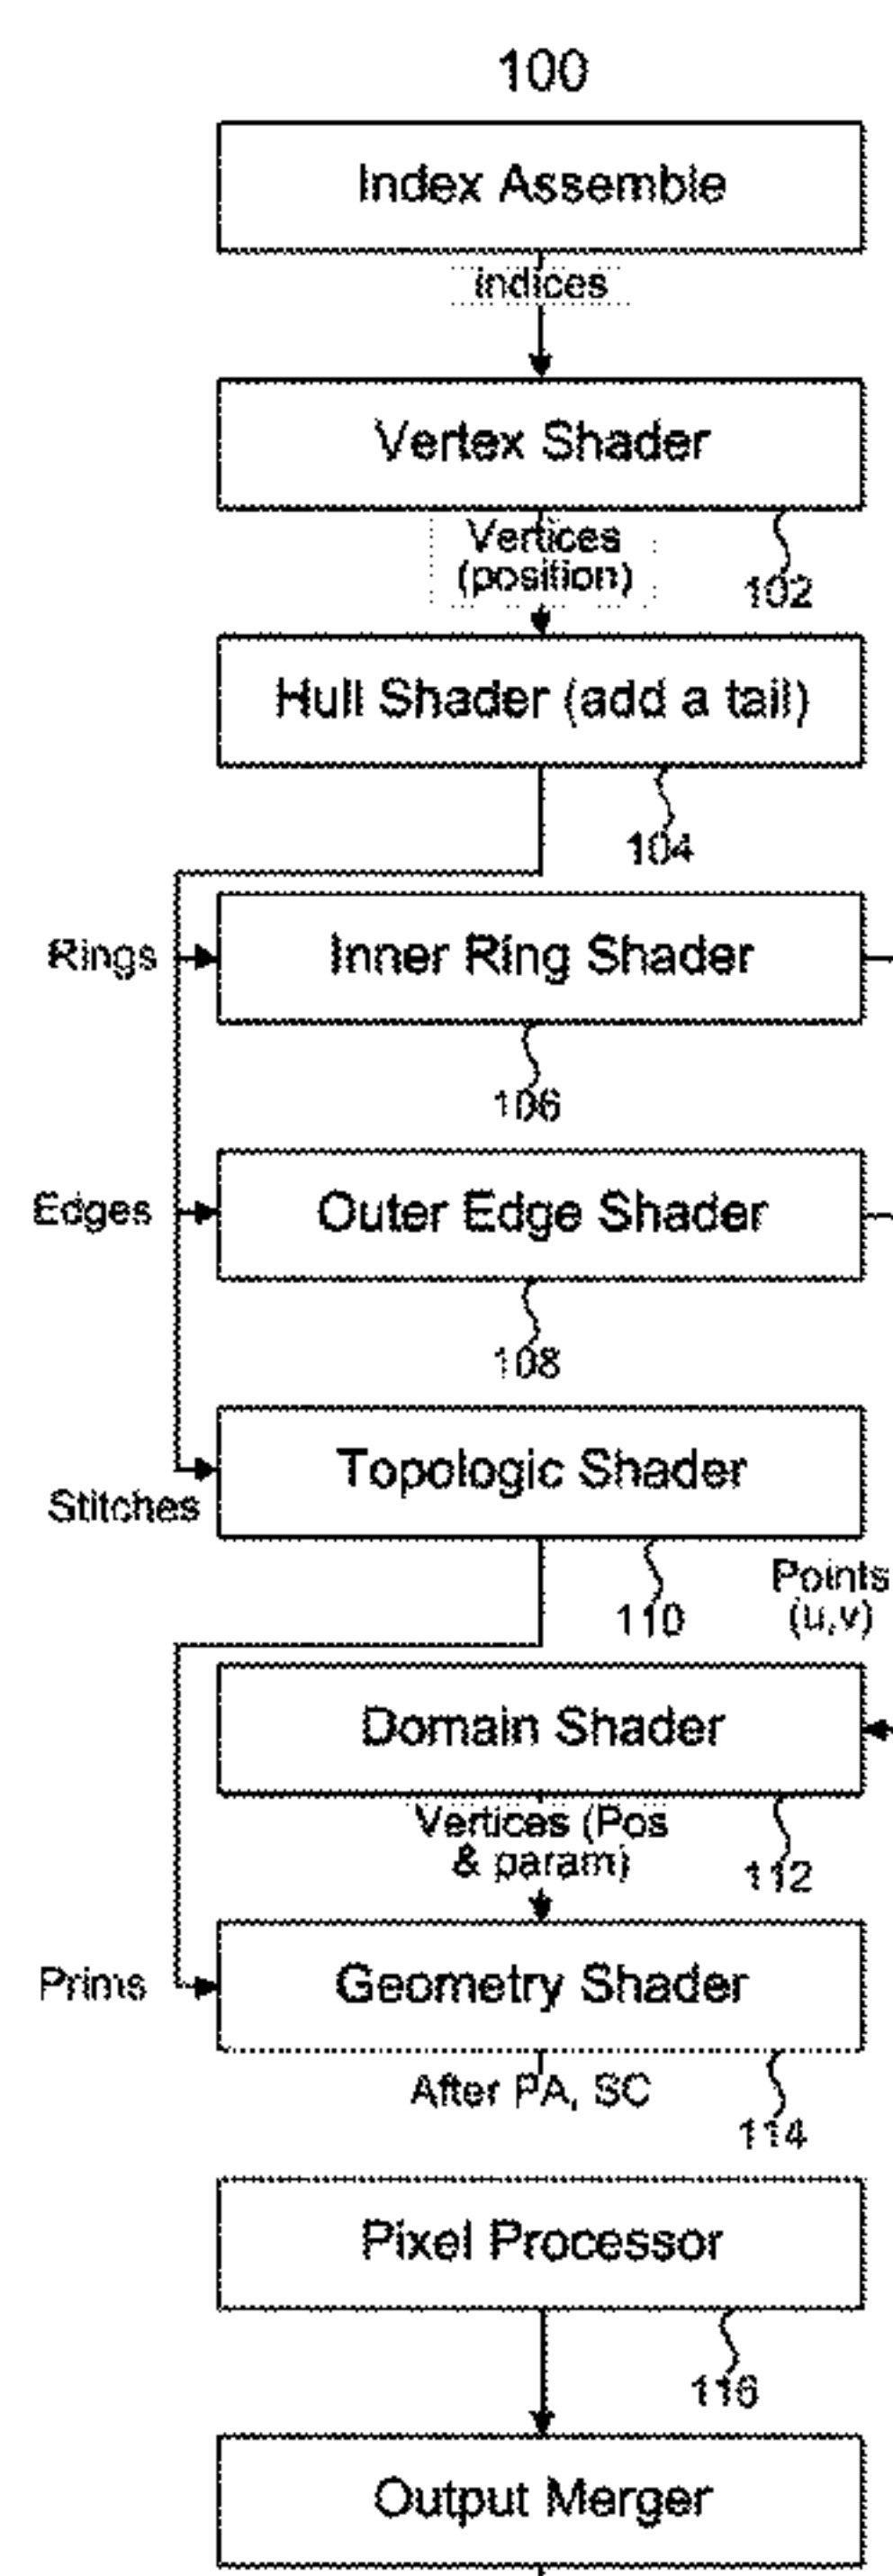 100
Index Assemble
indices
Vertex Shader
Vertices
(position)
102
Hull Shader (add a tail)
104
Rings
Inner Ring Shader
106
Edges
Outer Edge Shader
108
Stitches
Topologic Shader
110
Points
(u,v)
Domain Shader
Vertices (Pos
& param)
112
Prims
Geometry Shader
After PA, SC
114
Pixel Processor
116
Output Merger